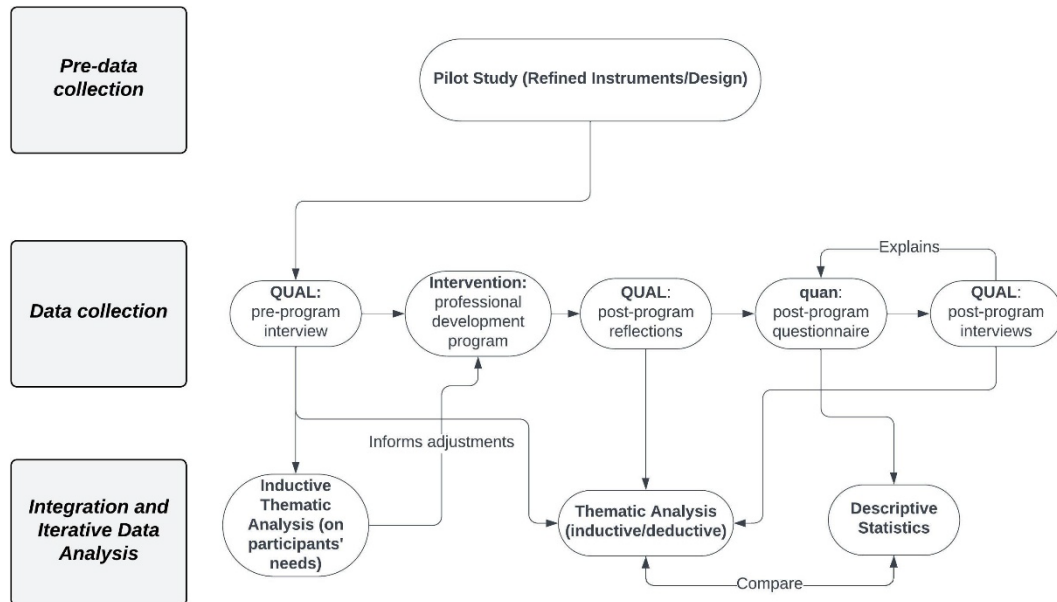 Pre-data
collection
Pilot Study (Refined Instruments/Design)
Data collection
QUAL:
pre-program
interview
Intervention:
professional
development
program
QUAL:
post-program
reflections
quan:
post-program
questionnaire
Explains
QUAL:
post-program
interviews
Informs adjustments
Integration and
Iterative Data
Analysis
Inductive
Thematic
Analysis (on
participants'
needs)
Thematic Analysis
(inductive/deductive)
Descriptive
Statistics
Compare